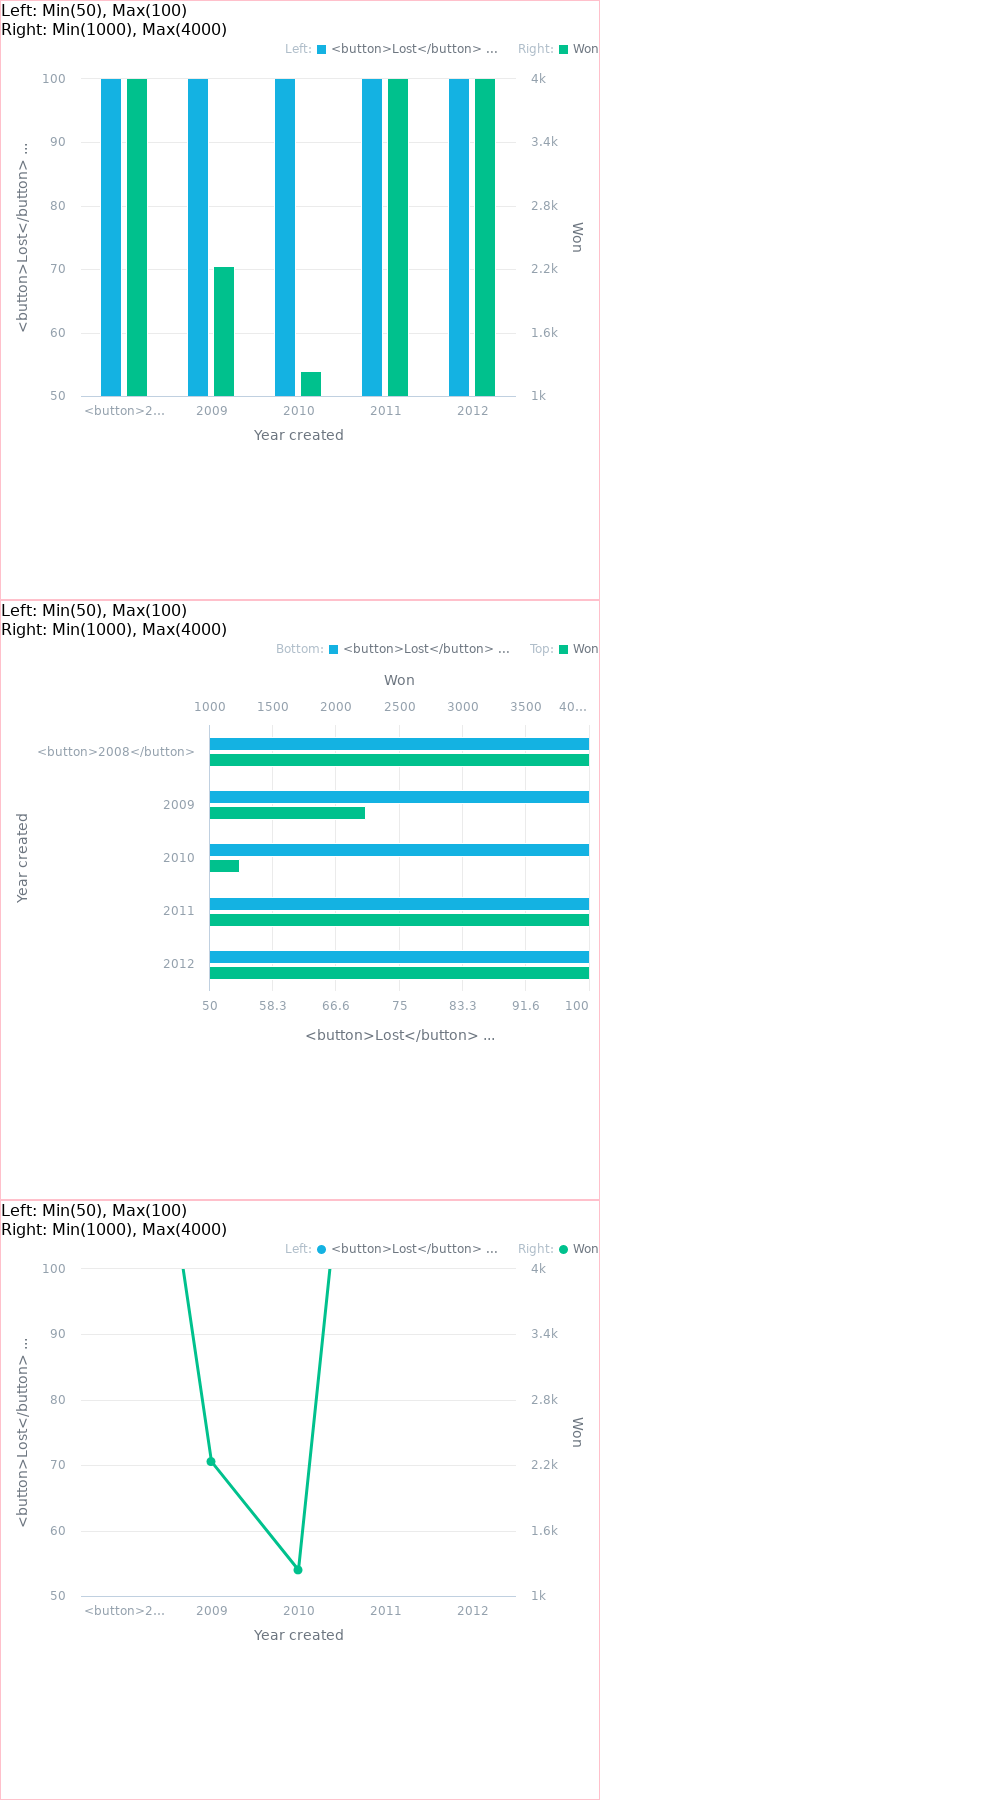 Left: Min(50), Max(100)
Right: Min(1000), Max(4000)
Left: <button>Lost</button> ... Right: Won
100 4k
90 3.4k
80 2.8k
70 2.2k
60 1.6k
50 1k
<button>Lost</button> ...
Won
<button>2... 2009 2010 2011 2012
Year created
Left: Min(50), Max(100)
Right: Min(1000), Max(4000)
Bottom: <button>Lost</button> ... Top: Won
Won
1000 1500 2000 2500 3000 3500 40...
<button>2008</button>
2009
2010
2011
2012
Year created
50 58.3 66.6 75 83.3 91.6 100
<button>Lost</button> ...
Left: Min(50), Max(100)
Right: Min(1000), Max(4000)
Left: <button>Lost</button> ... Right: Won
100 4k
90 3.4k
80 2.8k
70 2.2k
60 1.6k
50 1k
<button>Lost</button> ...
Won
<button>2... 2009 2010 2011 2012
Year created